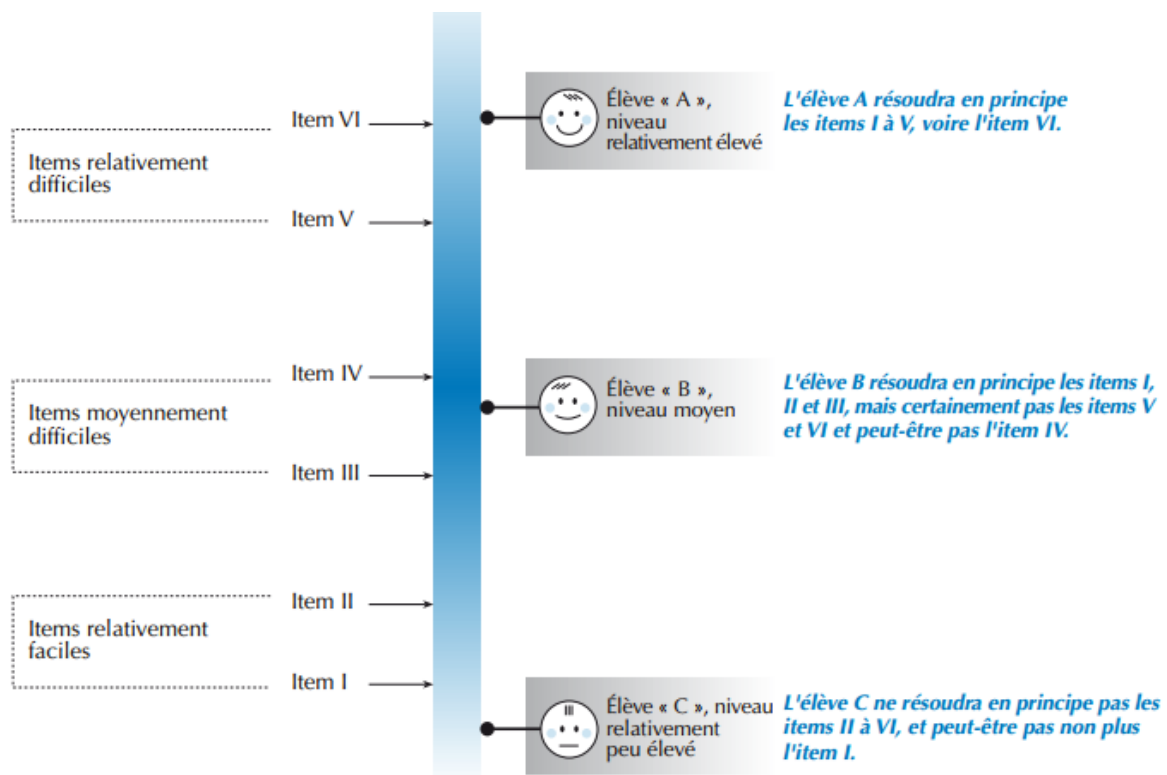 Item VI
Items relativement
difficiles
Item V
Élève « A »,
niveau
relativement élevé
L'élève A résoudra en principe
les items I à V, voire l'item VI.
Item IV
Items moyennement
difficiles
Item III
Élève « B »,
niveau moyen
L'élève B résoudra en principe les items I,
II et III, mais certainement pas les items V
et VI et peut-être pas l'item IV.
Item II
Items relativement
faciles
Item I
Élève « C », niveau
relativement
peu élevé
L'élève C ne résoudra en principe pas les
items II à VI, et peut-être pas non plus
l'item I.